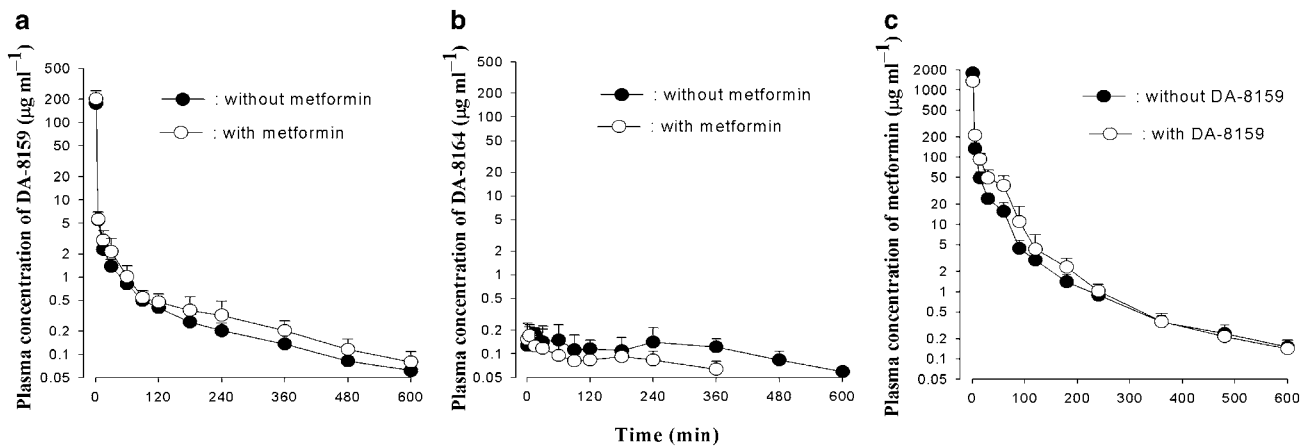 a
Plasma concentration of DA-8159 (µg ml⁻¹)
500
200
100
50
20
10
5
2
1
0.5
0.2
0.1
0.05
: without metformin
: with metformin
0 120 240 360 480 600
b
Plasma concentration of DA-8164 (µg ml⁻¹)
500
200
100
50
20
10
5
2
1
0.5
0.2
0.1
0.05
: without metformin
: with metformin
0 120 240 360 480 600
c
Plasma concentration of metformin (µg ml⁻¹)
2000
1000
500
200
100
50
20
10
5
2
1
0.5
0.2
0.1
0.05
: without DA-8159
: with DA-8159
0 100 200 300 400 500 600
Time (min)